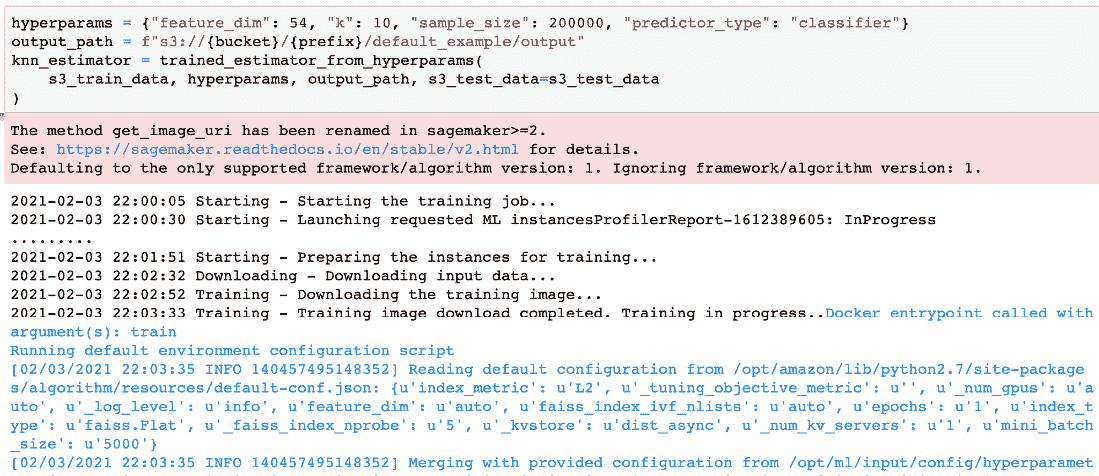 hyperparams = {"feature_dim": 54, "k": 10, "sample_size": 200000, "predictor_type": "classifier"}
output_path = f"s3://{bucket}/{prefix}/default_example/output"
knn_estimator = trained_estimator_from_hyperparams(
    s3_train_data, hyperparams, output_path, s3_test_data=s3_test_data
)
The method get_image_uri has been renamed in sagemaker>=2.
See: https://sagemaker.readthedocs.io/en/stable/v2.html for details.
Defaulting to the only supported framework/algorithm version: 1. Ignoring framework/algorithm version: 1.
2021-02-03 22:00:05 Starting - Starting the training job...
2021-02-03 22:00:30 Starting - Launching requested ML instancesProfilerReport-1612389605: InProgress
.........
2021-02-03 22:01:51 Starting - Preparing the instances for training...
2021-02-03 22:02:32 Downloading - Downloading input data...
2021-02-03 22:02:52 Training - Downloading the training image...
2021-02-03 22:03:33 Training - Training image download completed. Training in progress..Docker entrypoint called with
argument(s): train
Running default environment configuration script
[02/03/2021 22:03:35 INFO 140457495148352] Reading default configuration from /opt/amazon/lib/python2.7/site-package
s/algorithm/resources/default-conf.json: {u'index_metric': u'L2', u'_tuning_objective_metric': u'', u'_num_gpus': u'a
uto', u'_log_level': u'info', u'feature_dim': u'auto', u'faiss_index_ivf_nlists': u'auto', u'epochs': u'1', u'index_t
ype': u'faiss.Flat', u'_faiss_index_nprobe': u'5', u'_kvstore': u'dist_async', u'_num_kv_servers': u'1', u'mini_batch
_size': u'5000'}
[02/03/2021 22:03:35 INFO 140457495148352] Merging with provided configuration from /opt/ml/input/config/hyperparamet